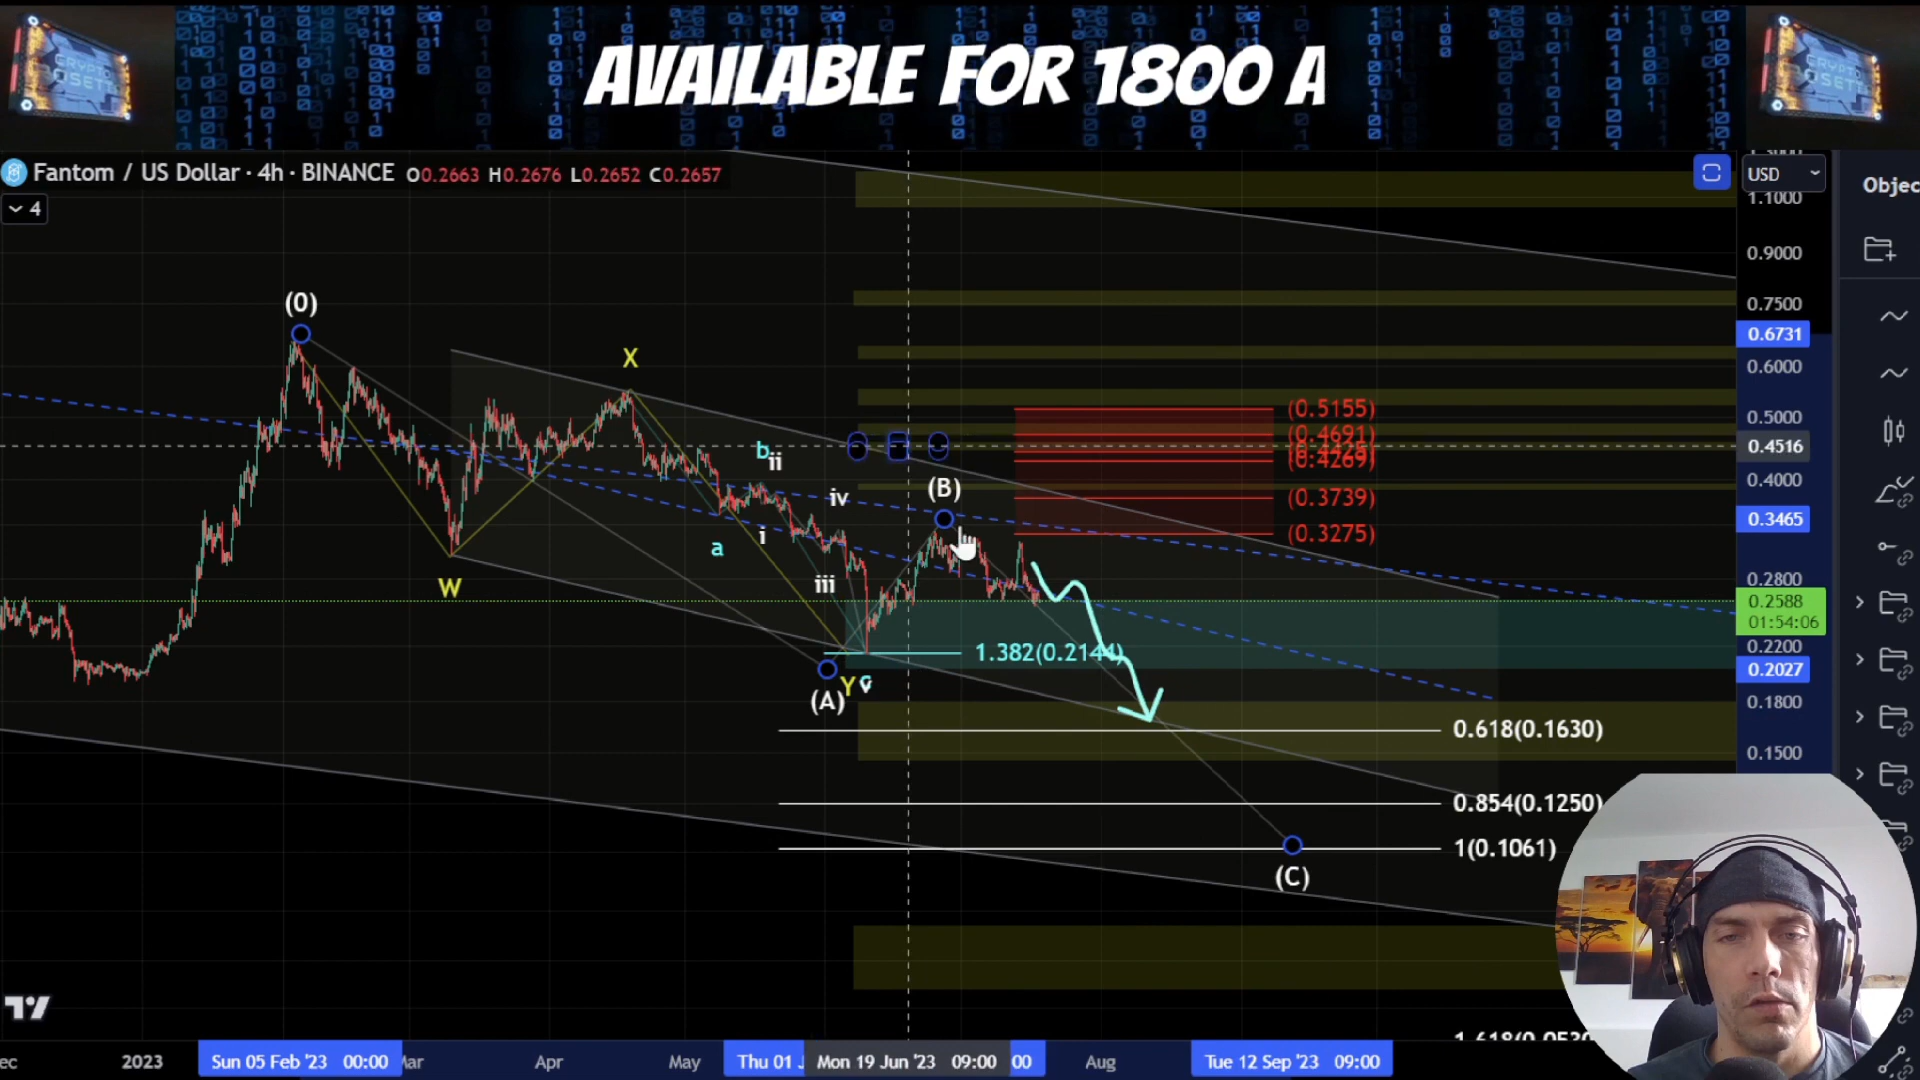 AVAILABLE FOR 1800 A
Fantom / US Dollar · 4h · BINANCE O0.2663 H0.2676 L0.2652 C0.2657
USD
Objec
4
1.1000
0.9000
0.7500
0.6731
0.6000
0.5000
0.4516
0.4000
0.3465
0.2800
0.2588
01:54:06
0.2200
0.2027
0.1800
0.1500
(0)
X
(0.5155)
(0.4691)
(0.4269)
b
ii
iv
(B)
(0.3739)
(0.3275)
a
i
W
iii
1.382(0.2144)
(A)
Y
v
0.618(0.1630)
0.854(0.1250)
1(0.1061)
(C)
2023
Sun 05 Feb '23 00:00
Apr
May
Thu 01
Mon 19 Jun '23 09:00
00
Aug
Tue 12 Sep '23 09:00